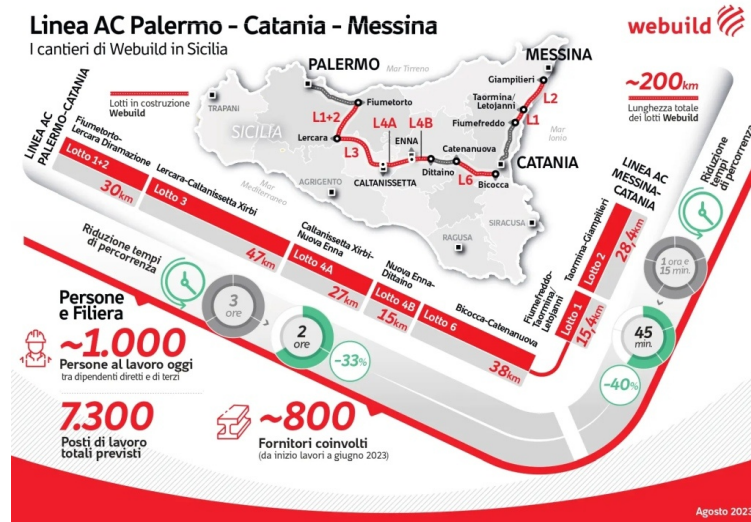 Linea AC Palermo - Catania - Messina
I cantieri di Webuild in Sicilia
webuild
Lotti in costruzione
Webuild
PALERMO
Mar Tirreno
MESSINA
Giampilieri
TRAPANI
Fiumetorto
Taormina/
Letojanni
L2
L1+2
L4A
L4B
L1
SICILIA
Fiumefreddo
Mar
Ionio
Lercara
L3
ENNA
Catenanuova
CATANIA
CALTANISSETTA
Dittaino
L6
Bicocca
Mar
Mediterraneo
AGRIGENTO
SIRACUSA
RAGUSA
~200km
Lunghezza totale
dei lotti Webuild
LINEA AC
PALERMO-CATANIA
Fiumetorto-
Lercara Diramazione
Lotto 1+2
30km
Lercara-Caltanissetta Xirbi
Lotto 3
47km
Caltanissetta Xirbi-
Nuova Enna
Lotto 4A
27km
Nuova Enna-
Dittaino
Lotto 4B
15km
Bicocca-Catenanuova
Lotto 6
38km
Fiumefreddo-
Taormina/
Letojanni
Lotto 1
15,4km
Taormina-Giampilieri
Lotto 2
28,4km
LINEA AC
MESSINA-
CATANIA
Riduzione tempi
di percorrenza
3
ore
2
ore
-33%
Riduzione
tempi
di percorrenza
1 ora e
15 min.
45
min.
-40%
Persone
e Filiera
~1.000
Persone al lavoro oggi
tra dipendenti diretti e di terzi
7.300
Posti di lavoro
totali previsti
~800
Fornitori coinvolti
(da inizio lavori a giugno 2023)
Agosto 2023